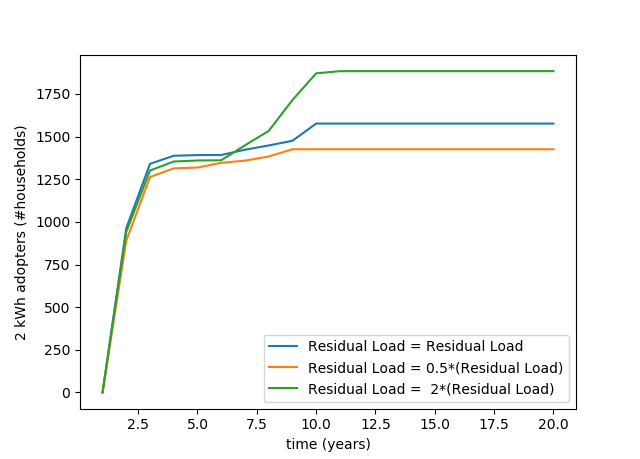 2 kWh adopters (#households)
1750
1500
1250
1000
750
500
250
0
Residual Load = Residual Load
Residual Load = 0.5*(Residual Load)
Residual Load =  2*(Residual Load)
2.5 5.0 7.5 10.0 12.5 15.0 17.5 20.0
time (years)